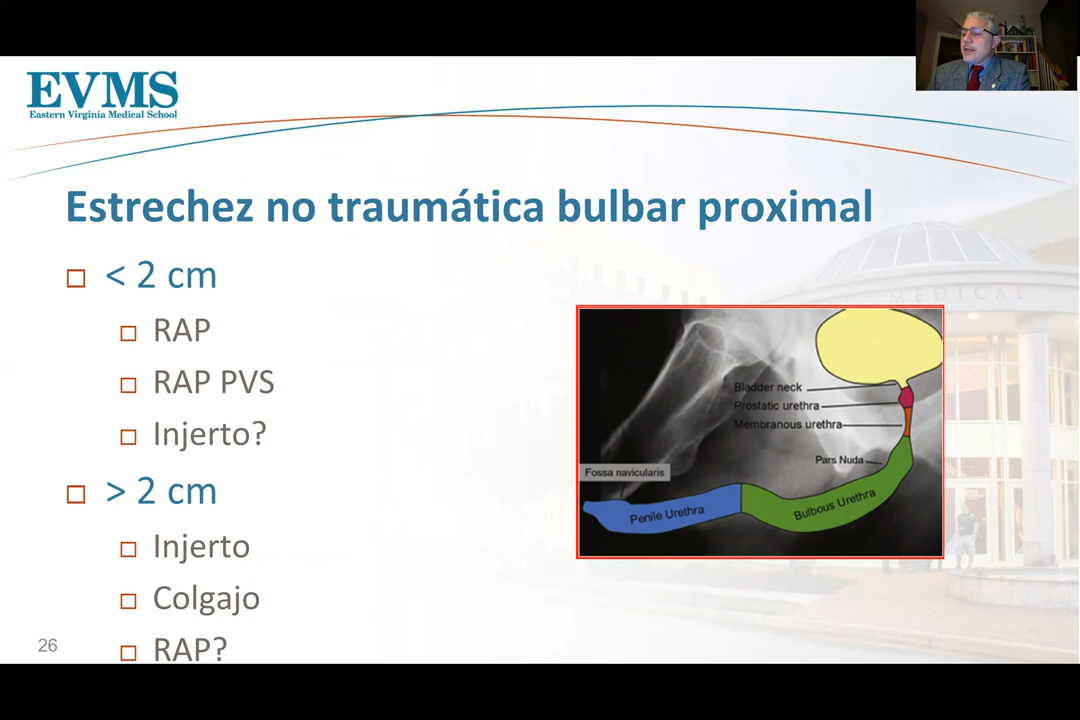 EVMS
Eastern Virginia Medical School
Estrechez no traumática bulbar proximal
< 2 cm
RAP
RAP PVS
Injerto?
> 2 cm
Injerto
Colgajo
RAP?
26
MEDICAL
Bladder neck
Prostatic urethra
Membranous urethra
Pars Nuda
Fossa navicularis
Penile Urethra
Bulbous Urethra